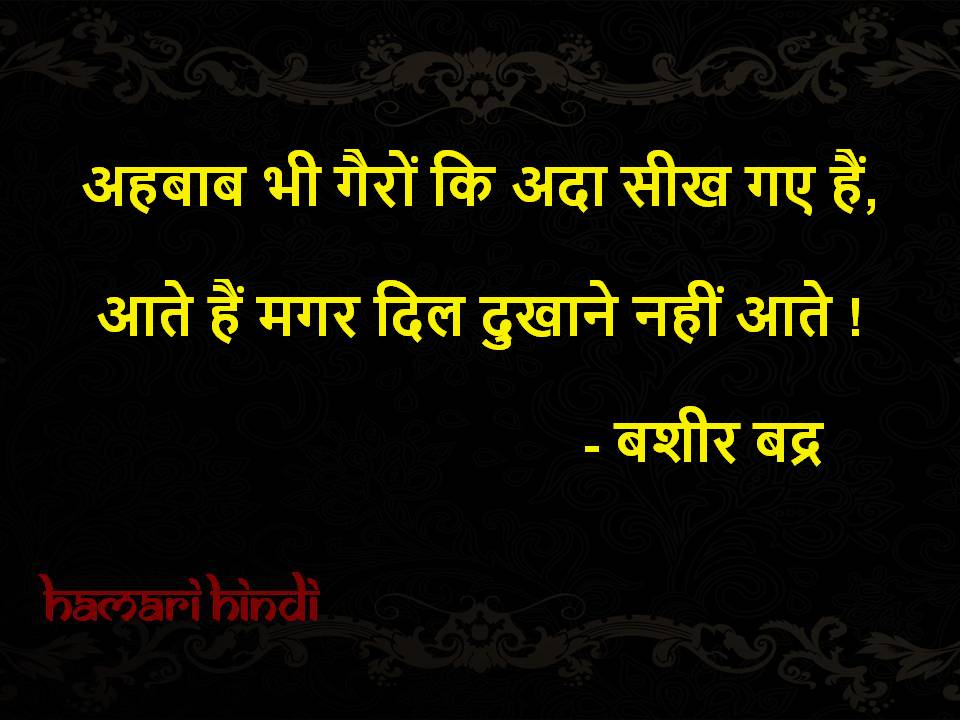 अहबाब भी गैरों कि अदा सीख गए हैं,
आते हैं मगर दिल दुखाने नहीं आते !
- बशीर बद्र
HAMARI HINDI